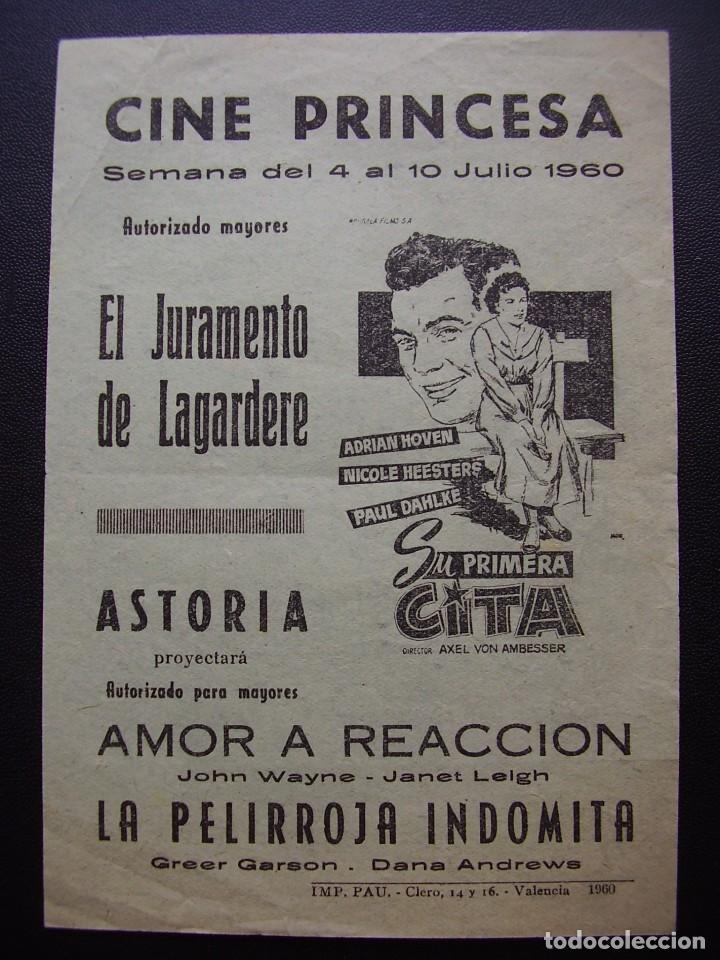 CINE PRINCESA
Semana del 4 al 10 Julio 1960
Autorizado mayores
FILMS S.A
El Juramento
de Lagardere
ADRIAN HOVEN
NICOLE HEESTERS
PAUL DAHLKE
Su PRIMERA
CiTA
DIRECTOR AXEL VON AMBESSER
ASTORIA
proyectará
Autorizado para mayores
AMOR A REACCION
John Wayne - Janet Leigh
LA PELIRROJA INDOMITA
Greer Garson . Dana Andrews
IMP. PAU. - Clero, 14 y 16. - Valencia 1960
todocoleccion.net